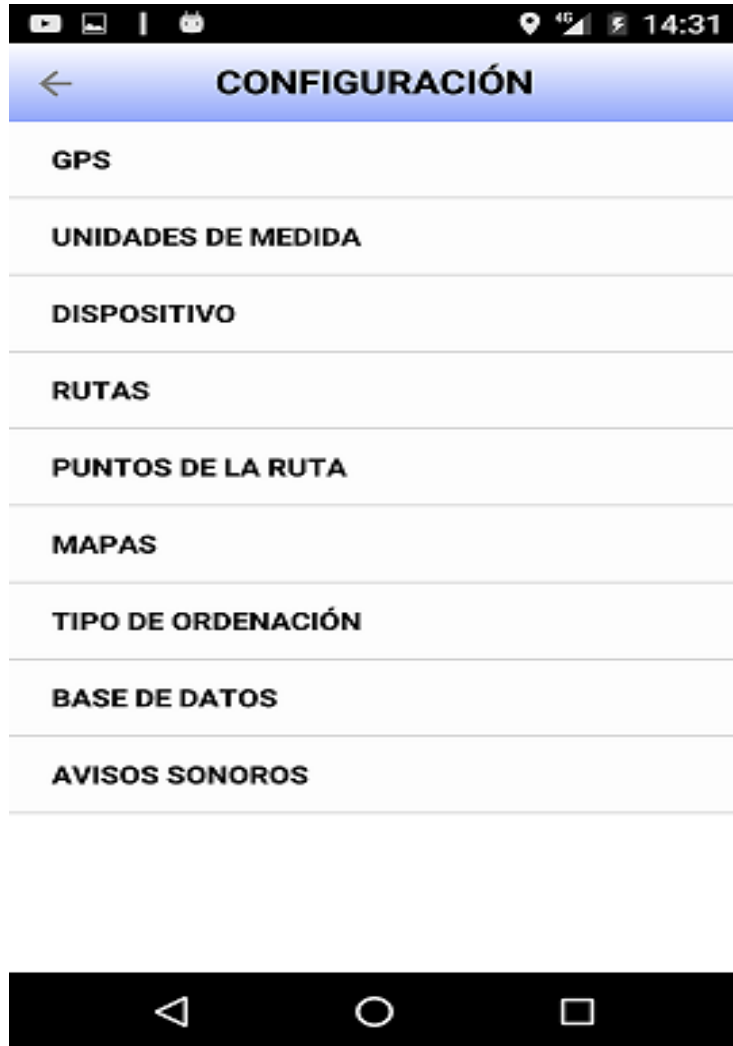 4G 14:31
CONFIGURACIÓN
GPS
UNIDADES DE MEDIDA
DISPOSITIVO
RUTAS
PUNTOS DE LA RUTA
MAPAS
TIPO DE ORDENACIÓN
BASE DE DATOS
AVISOS SONOROS